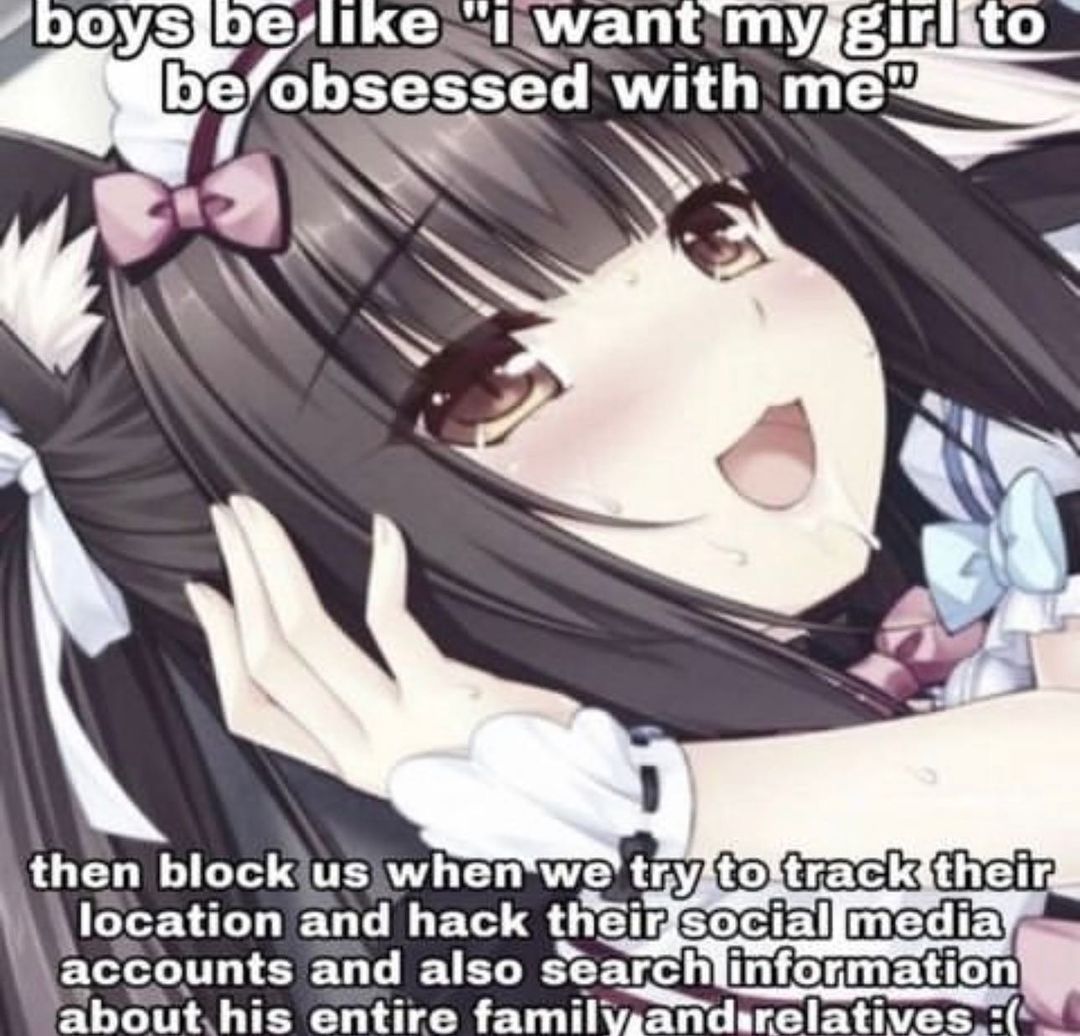 boys be like "i want my girl to
be obsessed with me"
then block us when we try to track their
location and hack their social media
accounts and also search information
about his entire family and relatives :(